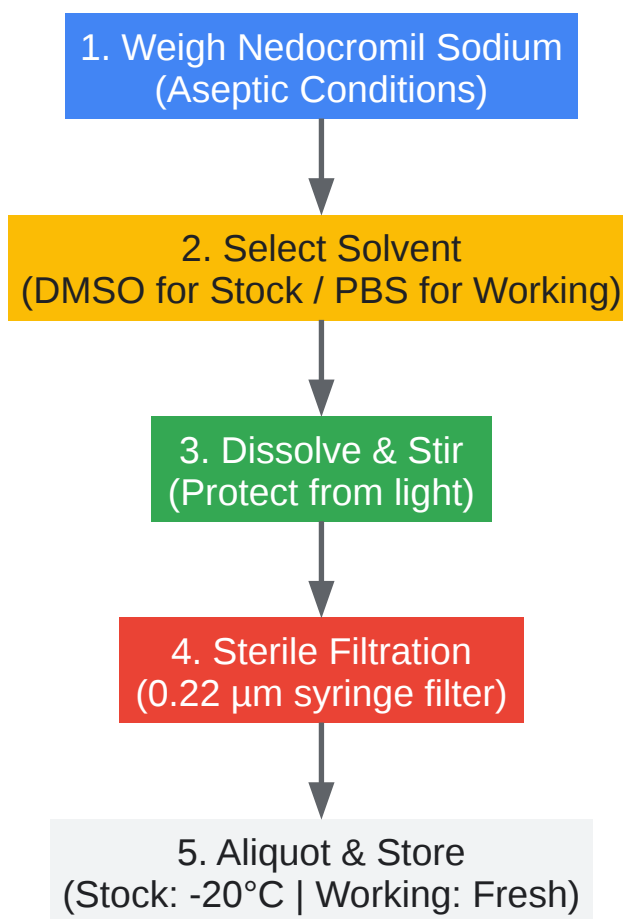 1. Weigh Nedocromil Sodium
(Aseptic Conditions)
2. Select Solvent
(DMSO for Stock / PBS for Working)
3. Dissolve & Stir
(Protect from light)
4. Sterile Filtration
(0.22 µm syringe filter)
5. Aliquot & Store
(Stock: -20°C | Working: Fresh)